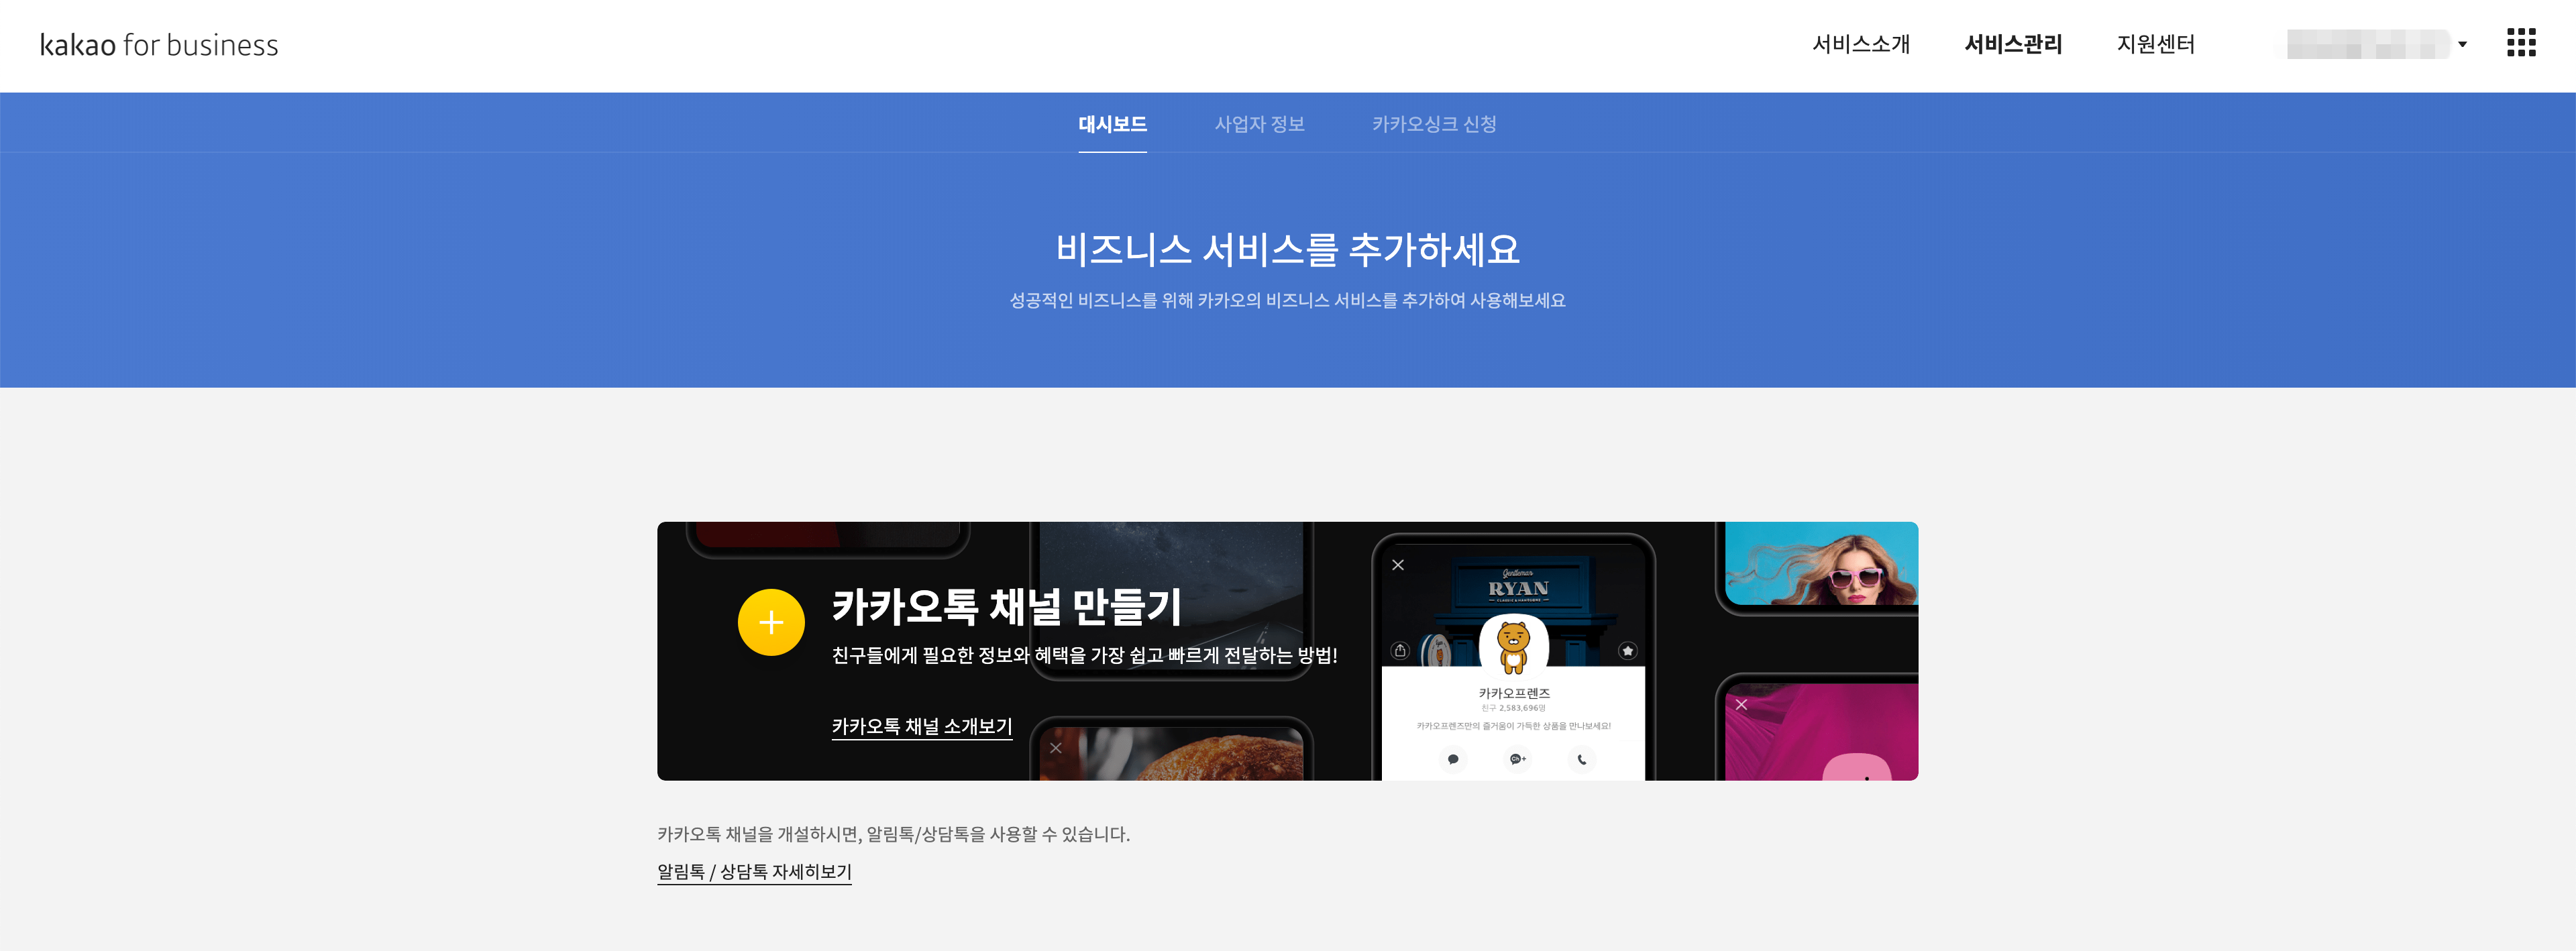 kakao for business
서비스소개
서비스관리
지원센터
대시보드
사업자 정보
카카오싱크 신청
비즈니스 서비스를 추가하세요
성공적인 비즈니스를 위해 카카오의 비즈니스 서비스를 추가하여 사용해보세요
카카오톡 채널 만들기
친구들에게 필요한 정보와 혜택을 가장 쉽고 빠르게 전달하는 방법!
카카오톡 채널 소개보기
Gentleman
RYAN
카카오프렌즈
친구 2,583,696명
카카오프렌즈만의 즐거움이 가득한 상품을 만나보세요!
카카오톡 채널을 개설하시면, 알림톡/상담톡을 사용할 수 있습니다.
알림톡 / 상담톡 자세히보기